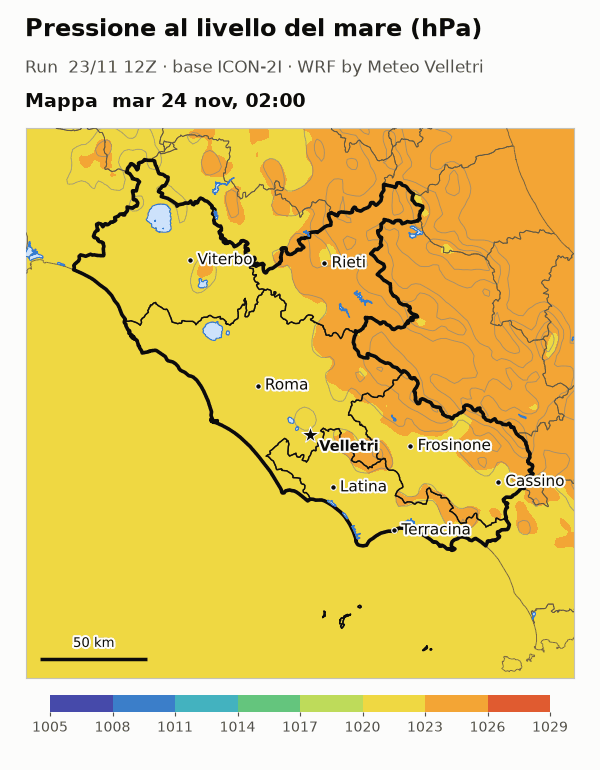 Pressione al livello del mare (hPa)
Run  23/11 12Z · base ICON-2I · WRF by Meteo Velletri
Mappa  mar 24 nov, 02:00
Viterbo
Rieti
Roma
Velletri
Frosinone
Latina
Cassino
Terracina
50 km
1005 1008 1011 1014 1017 1020 1023 1026 1029